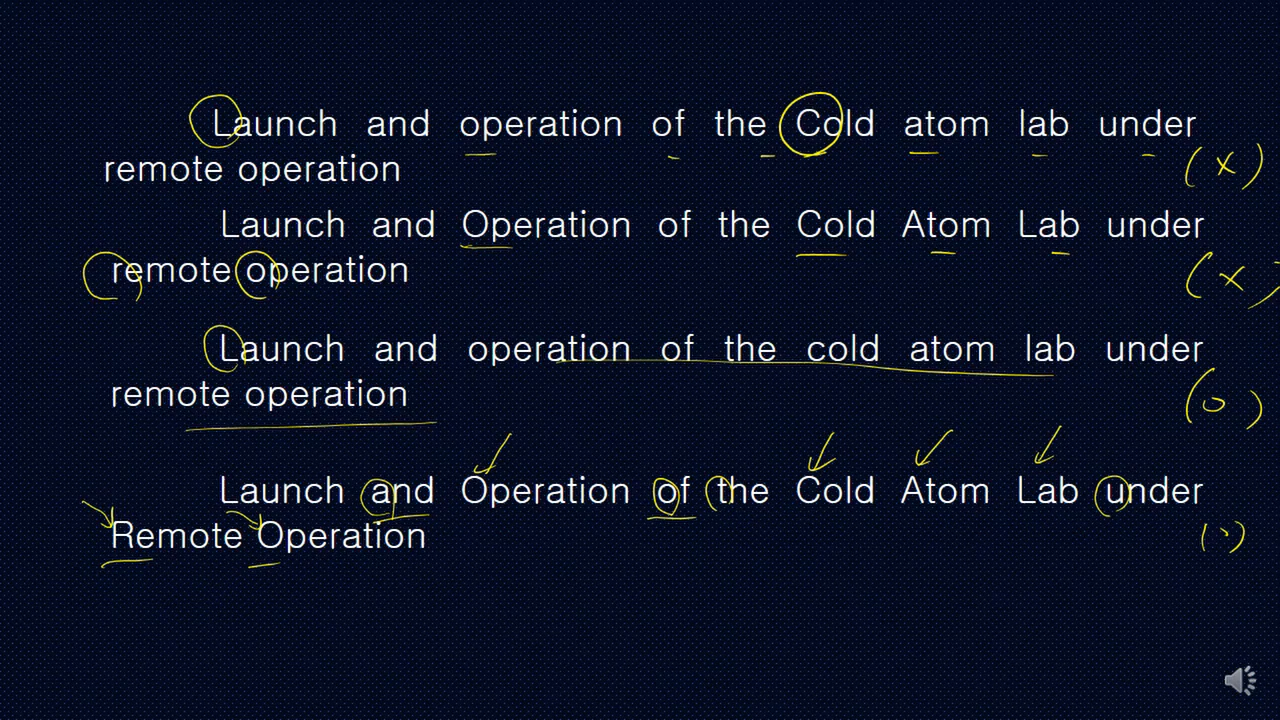 Launch and operation of the Cold atom lab under
remote operation
(x)
Launch and Operation of the Cold Atom Lab under
remote operation
(x)
Launch and operation of the cold atom lab under
remote operation
(o)
Launch and Operation of the Cold Atom Lab under
Remote Operation